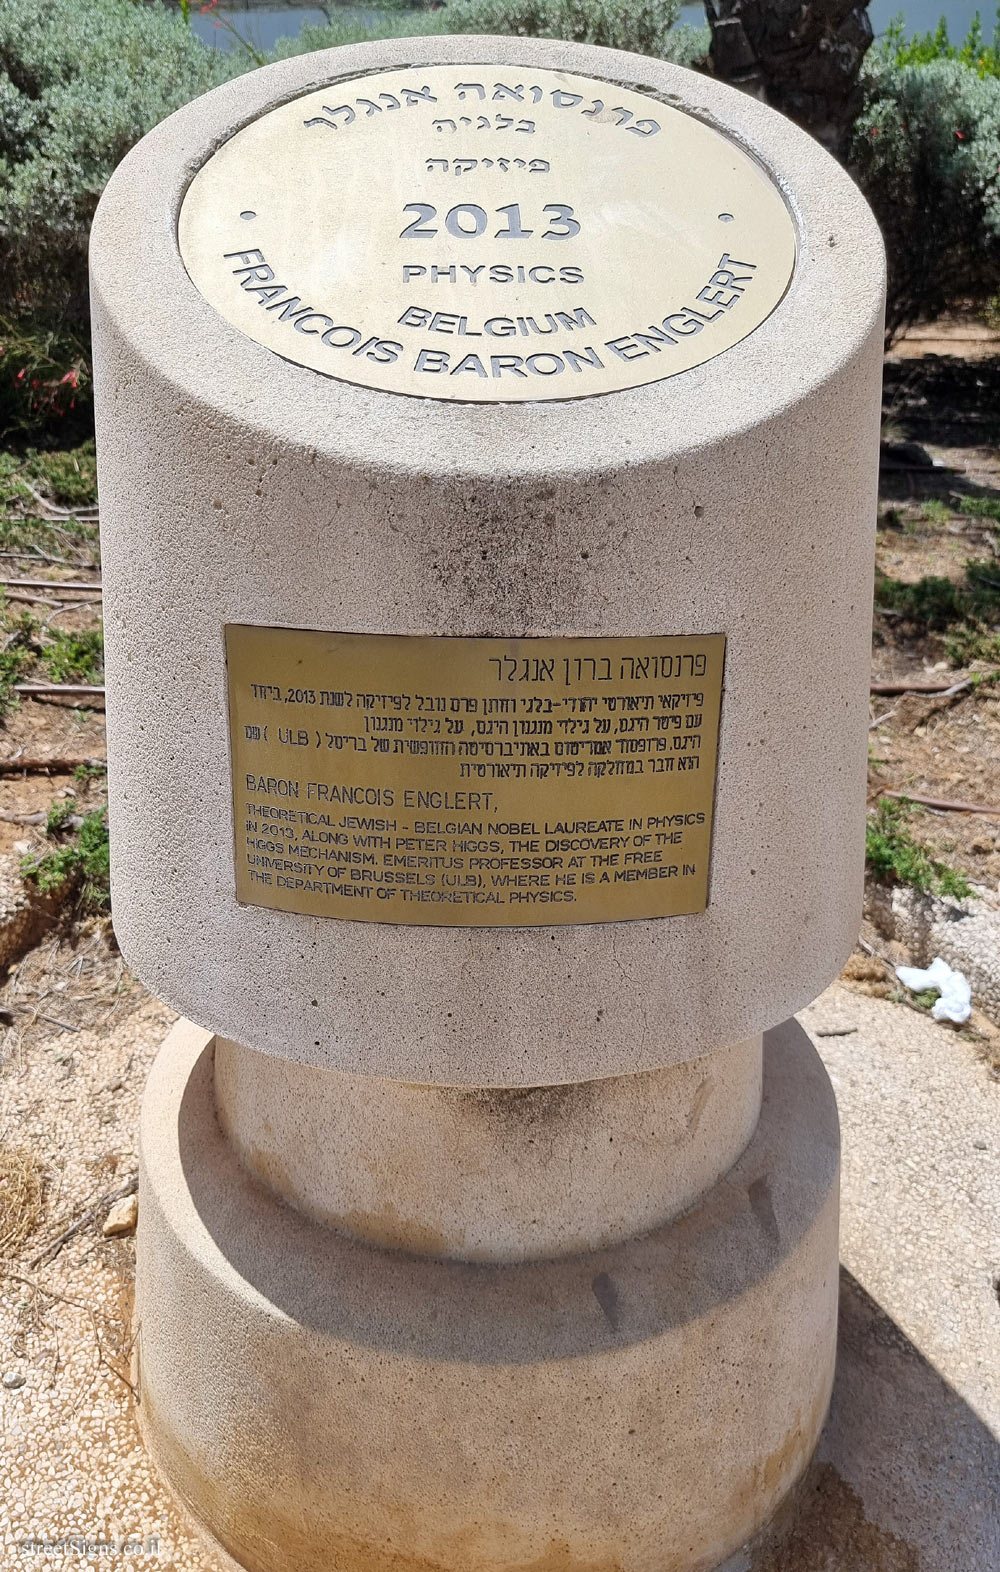 פרנסואה אנגלר
בלגיה
פיזיקה
2013
PHYSICS
BELGIUM
FRANCOIS BARON ENGLERT
פרנסואה ברון אנגלר
פיזיקאי תיאורטי יהודי-בלגי וחתן פרס נובל לפיזיקה לשנת 2013, ביחד
עם פיטר היגס, על גילוי מנגנון היגס, על גילוי מנגנון
היגס, פרופסור אמריטוס באוניברסיטה החופשית של בריסל ( ULB ) שם
הוא חבר במחלקה לפיזיקה תיאורטית
BARON FRANCOIS ENGLERT,
THEORETICAL JEWISH - BELGIAN NOBEL LAUREATE IN PHYSICS
IN 2013, ALONG WITH PETER HIGGS, THE DISCOVERY OF THE
HIGGS MECHANISM. EMERITUS PROFESSOR AT THE FREE
UNIVERSITY OF BRUSSELS (ULB), WHERE HE IS A MEMBER IN
THE DEPARTMENT OF THEORETICAL PHYSICS.
streetSigns.co.il